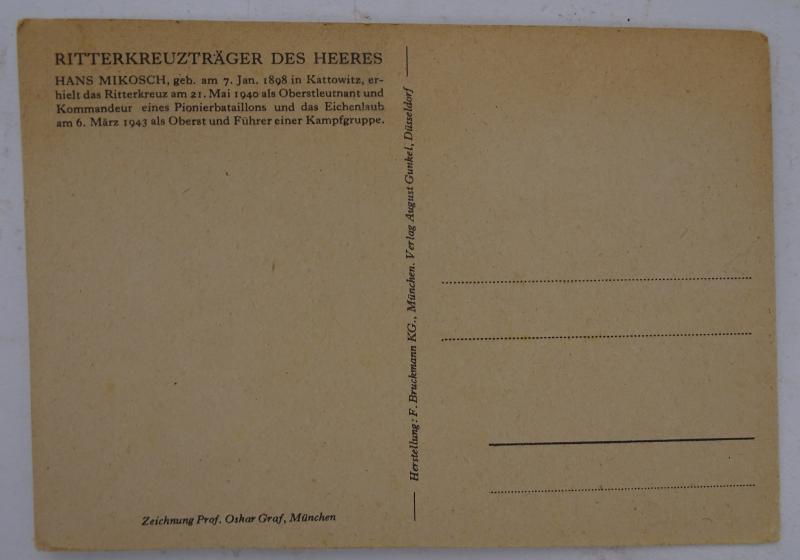 RITTERKREUZTRÄGER DES HEERES
HANS MIKOSCH, geb. am 7. Jan. 1898 in Kattowitz, er-
hielt das Ritterkreuz am 21. Mai 1940 als Oberstleutnant und
Kommandeur eines Pionierbataillons und das Eichenlaub
am 6. März 1943 als Oberst und Führer einer Kampfgruppe.
Zeichnung Prof. Oskar Graf, München
Herstellung: F. Bruckmann KG., München. Verlag August Gunkel, Düsseldorf